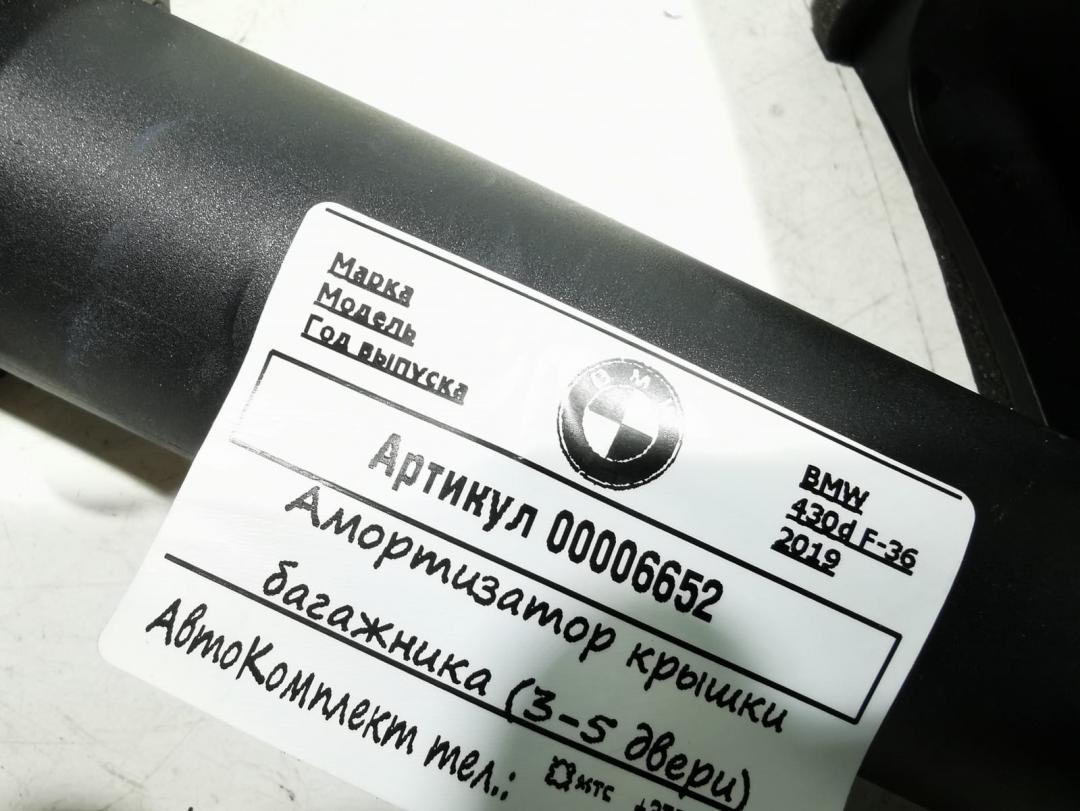 Марка
Модель
Год выпуска
BMW
BMW
430d F-36
2019
Артикул 00006652
Амортизатор крышки
багажника (3-5 двери)
АвтоКомплект тел.:
мтс